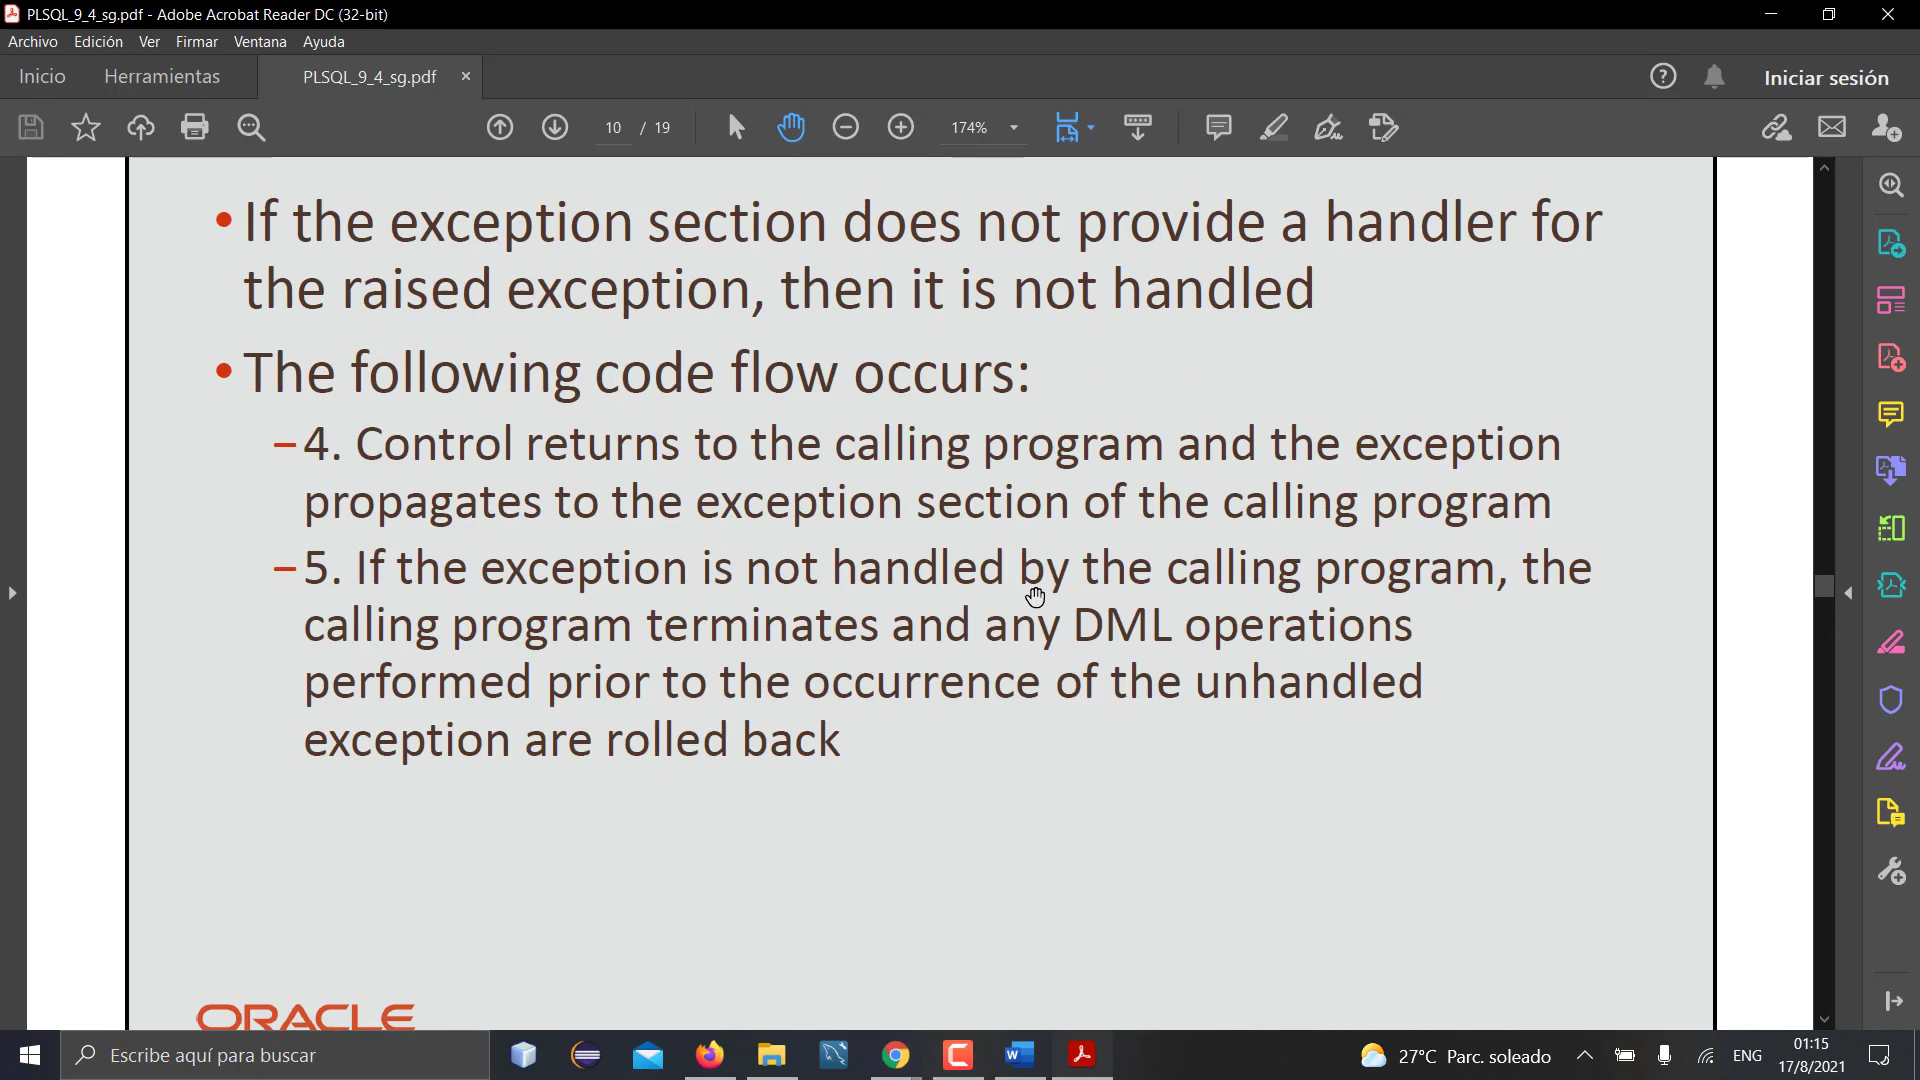 PLSQL_9_4_sg.pdf - Adobe Acrobat Reader DC (32-bit)
Archivo Edición Ver Firmar Ventana Ayuda
Inicio Herramientas PLSQL_9_4_sg.pdf × Iniciar sesión
10 / 19 174%
• If the exception section does not provide a handler for
the raised exception, then it is not handled
• The following code flow occurs:
– 4. Control returns to the calling program and the exception
propagates to the exception section of the calling program
– 5. If the exception is not handled by the calling program, the
calling program terminates and any DML operations
performed prior to the occurrence of the unhandled
exception are rolled back
ORACLE
Escribe aquí para buscar
27°C Parc. soleado ENG
01:15
17/8/2021